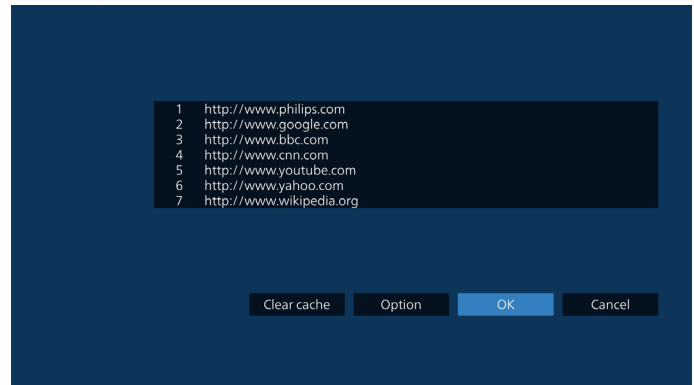 1 http://www.philips.com
2 http://www.google.com
3 http://www.bbc.com
4 http://www.cnn.com
5 http://www.youtube.com
6 http://www.yahoo.com
7 http://www.wikipedia.org
Clear cache Option OK Cancel